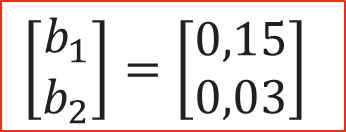 [b₁
b₂] = [0,15
0,03]